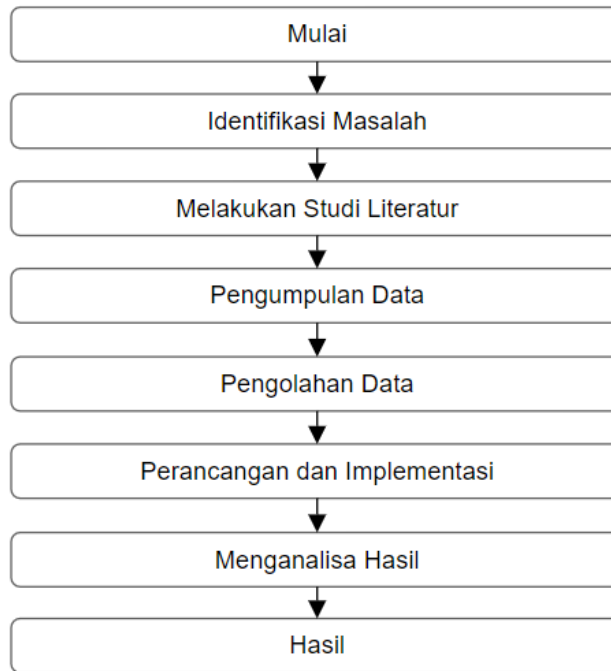 Mulai
Identifikasi Masalah
Melakukan Studi Literatur
Pengumpulan Data
Pengolahan Data
Perancangan dan Implementasi
Menganalisa Hasil
Hasil